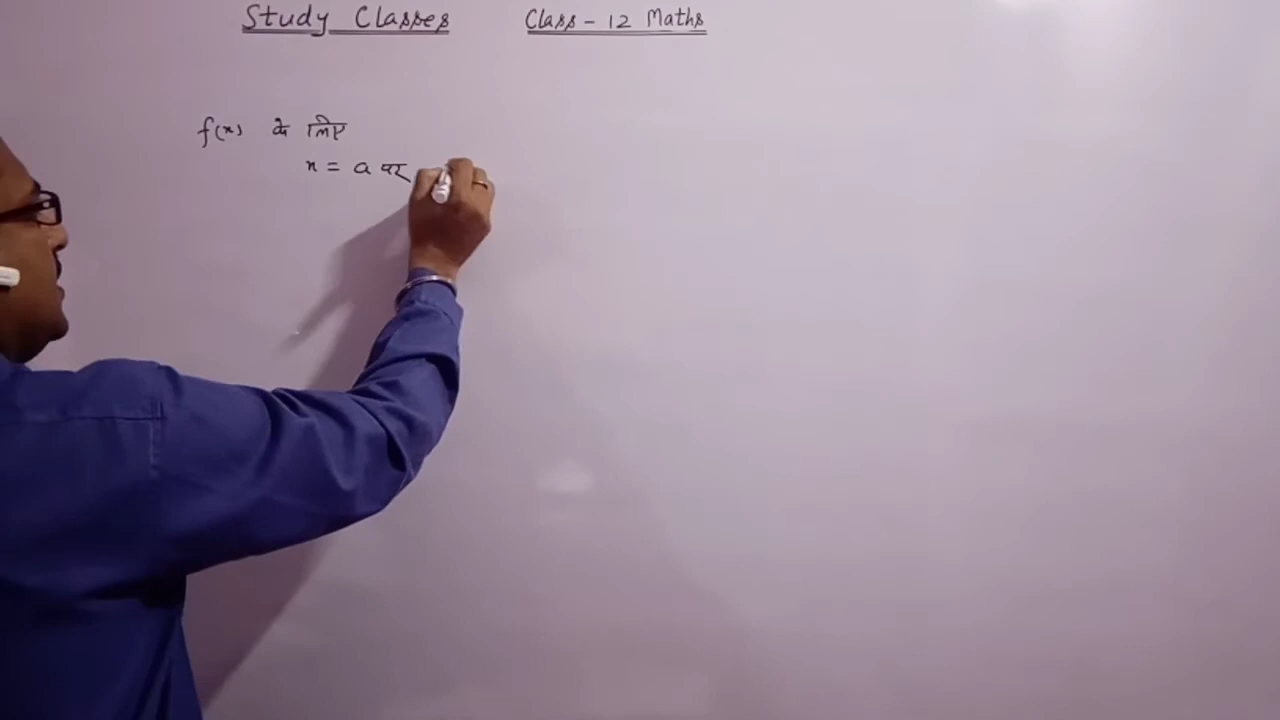 Study Classes Class - 12 Maths
f(x) के लिए
x = a पर